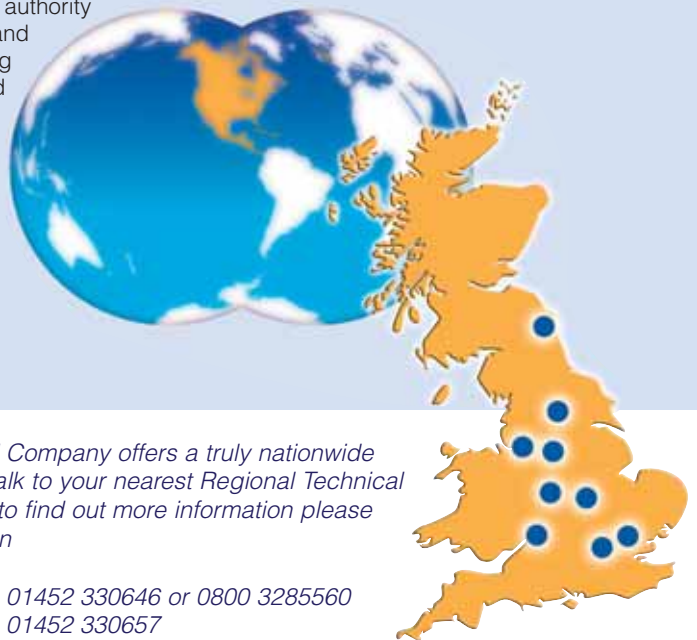 authority
and
g
d
Company offers a truly nationwide
alk to your nearest Regional Technical
to find out more information please
n
01452 330646 or 0800 3285560
01452 330657